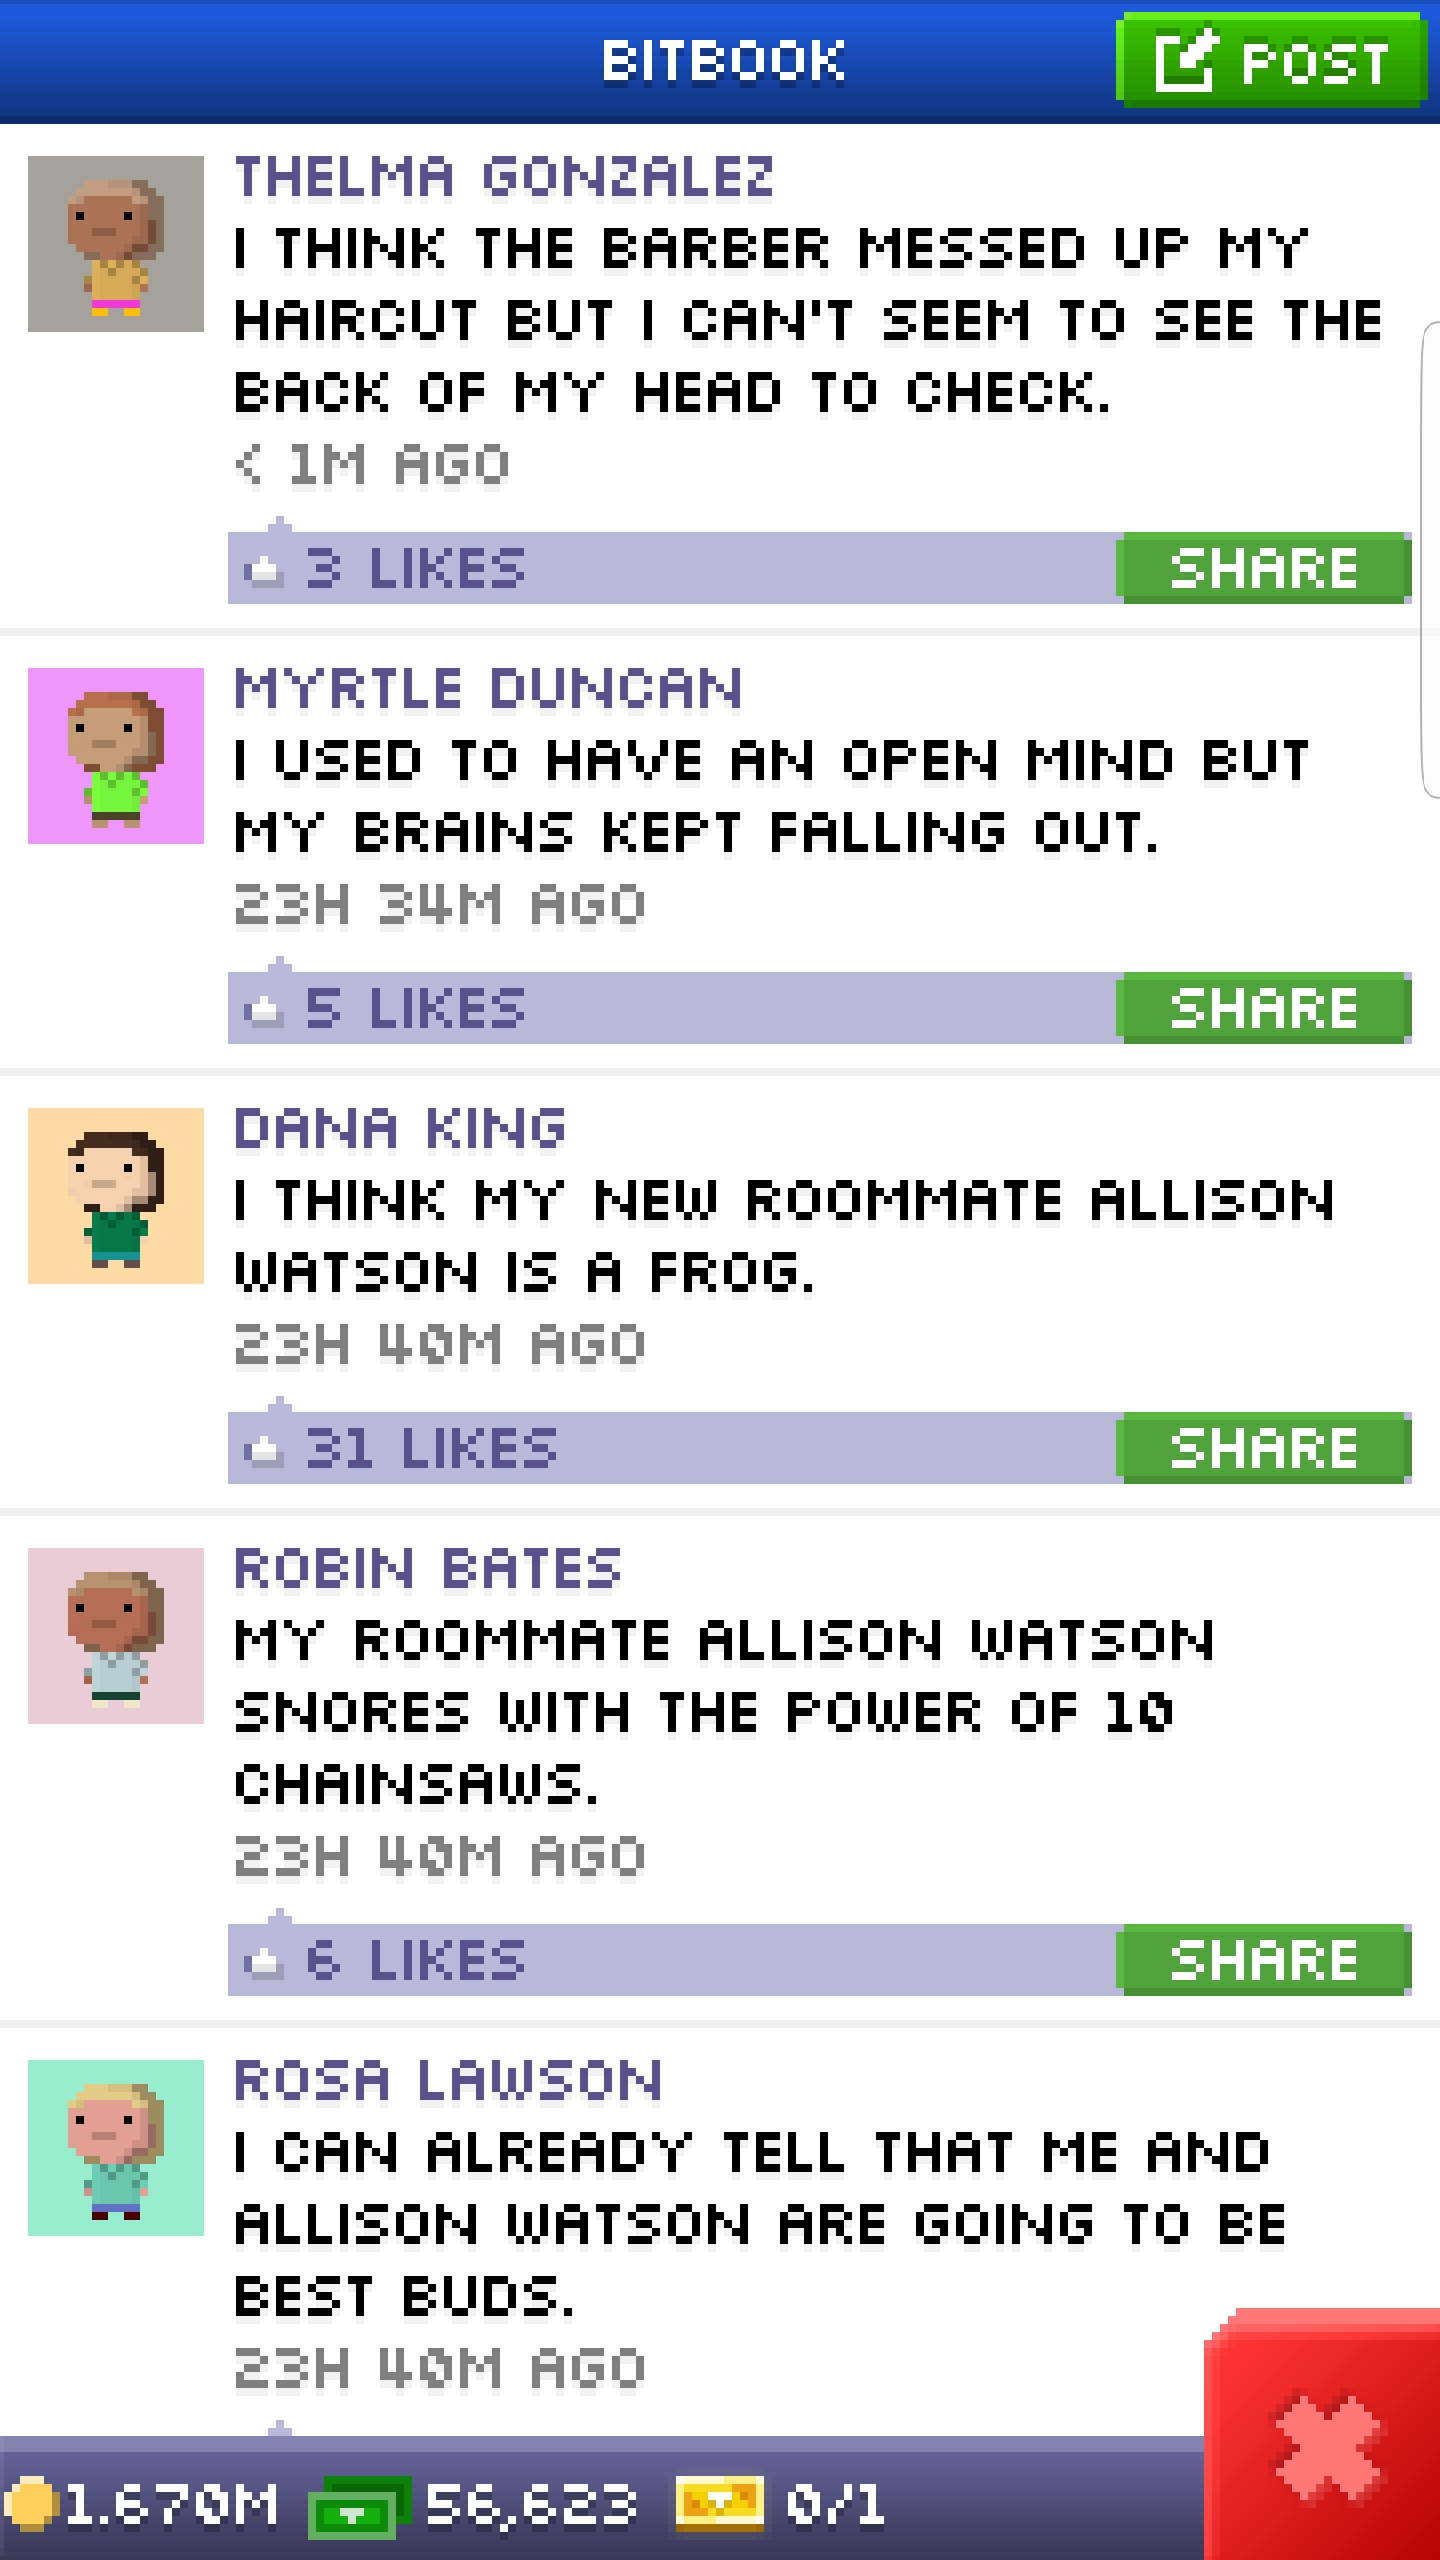 BITBOOK
POST
THELMA GONZALEZ
I THINK THE BARBER MESSED UP MY
HAIRCUT BUT I CAN'T SEEM TO SEE THE
BACK OF MY HEAD TO CHECK.
< 1M AGO
3 LIKES
SHARE
MYRTLE DUNCAN
I USED TO HAVE AN OPEN MIND BUT
MY BRAINS KEPT FALLING OUT.
23H 34M AGO
5 LIKES
SHARE
DANA KING
I THINK MY NEW ROOMMATE ALLISON
WATSON IS A FROG.
23H 40M AGO
31 LIKES
SHARE
ROBIN BATES
MY ROOMMATE ALLISON WATSON
SNORES WITH THE POWER OF 10
CHAINSAWS.
23H 40M AGO
6 LIKES
SHARE
ROSA LAWSON
I CAN ALREADY TELL THAT ME AND
ALLISON WATSON ARE GOING TO BE
BEST BUDS.
23H 40M AGO
1.670M
56,623
0/1